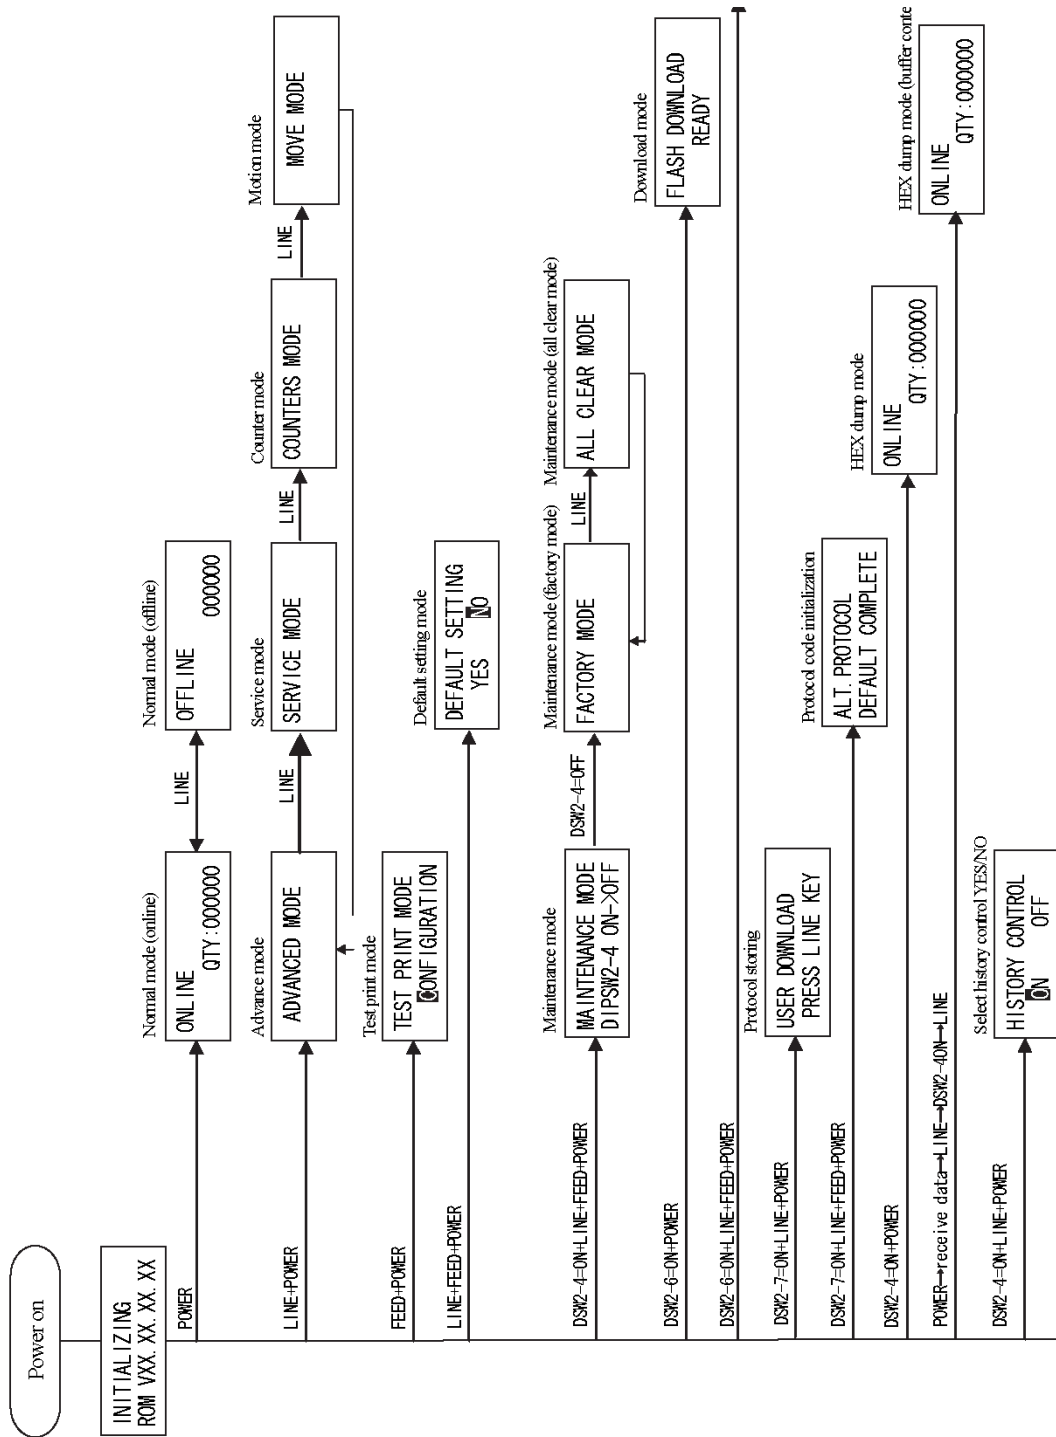 Power on
INITIALIZING
ROM VXX.XX.XX.XX
POWER
Normal mode (online)
ONLINE
QTY:000000
LINE
Normal mode (offline)
OFFLINE
000000
LINE+POWER
Advance mode
ADVANCED MODE
LINE
Service mode
SERVICE MODE
LINE
Counter mode
COUNTERS MODE
LINE
Motion mode
MOVE MODE
FEED+POWER
Test print mode
TEST PRINT MODE
CONFIGURATION
LINE+FEED+POWER
Default setting mode
DEFAULT SETTING
YES NO
DSW2-4=ON+LINE+FEED+POWER
Maintenance mode
MAINTENANCE MODE
DIPSW2-4 ON->OFF
DSW2-4=OFF
Maintenance mode (factory mode)
FACTORY MODE
LINE
Maintenance mode (all clear mode)
ALL CLEAR MODE
DSW2-6=ON+POWER
Download mode
FLASH DOWNLOAD
READY
DSW2-6=ON+LINE+FEED+POWER
DSW2-7=ON+LINE+POWER
Protocol storing
USER DOWNLOAD
PRESS LINE KEY
DSW2-7=ON+LINE+FEED+POWER
Protocol code initialization
ALT.PROTOCOL
DEFAULT COMPLETE
DSW2-4=ON+POWER
HEX dump mode
ONLINE
QTY:000000
POWER→receive data→LINE→DSW2-4ON→LINE
HEX dump mode (buffer conte
ONLINE
QTY:000000
DSW2-4=ON+LINE+POWER
Select history control YES/NO
HISTORY CONTROL
ON OFF